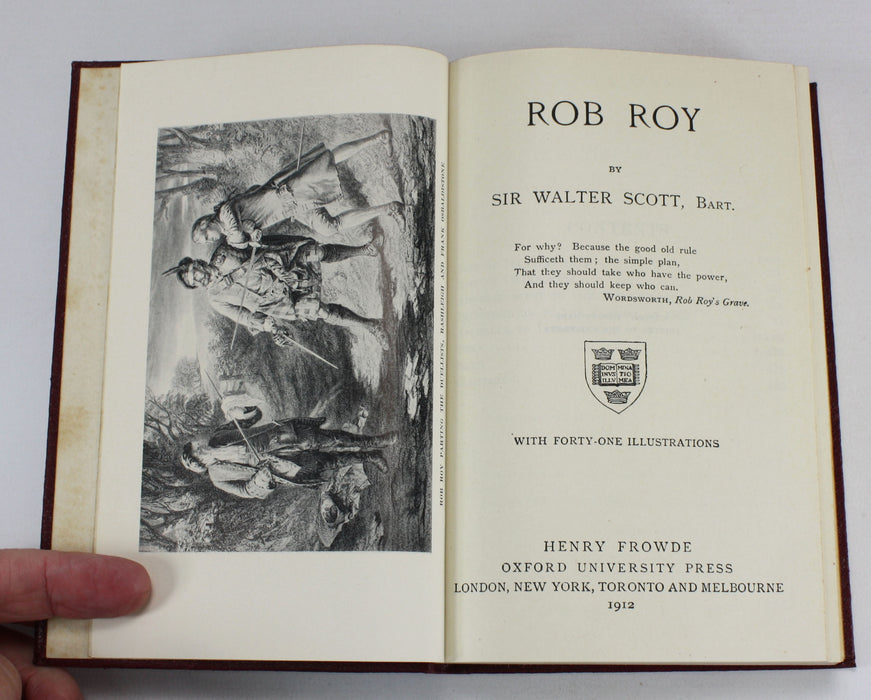 ROB ROY PARTING THE DUELLISTS, RASHLEIGH AND FRANK OSBALDISTONE
ROB ROY
BY
SIR WALTER SCOTT, BART.
For why? Because the good old rule
Sufficeth them; the simple plan,
That they should take who have the power,
And they should keep who can.
WORDSWORTH, Rob Roy's Grave.
DOM MINA
INVS TIO
ILLV MEA
WITH FORTY-ONE ILLUSTRATIONS
HENRY FROWDE
OXFORD UNIVERSITY PRESS
LONDON, NEW YORK, TORONTO AND MELBOURNE
1912